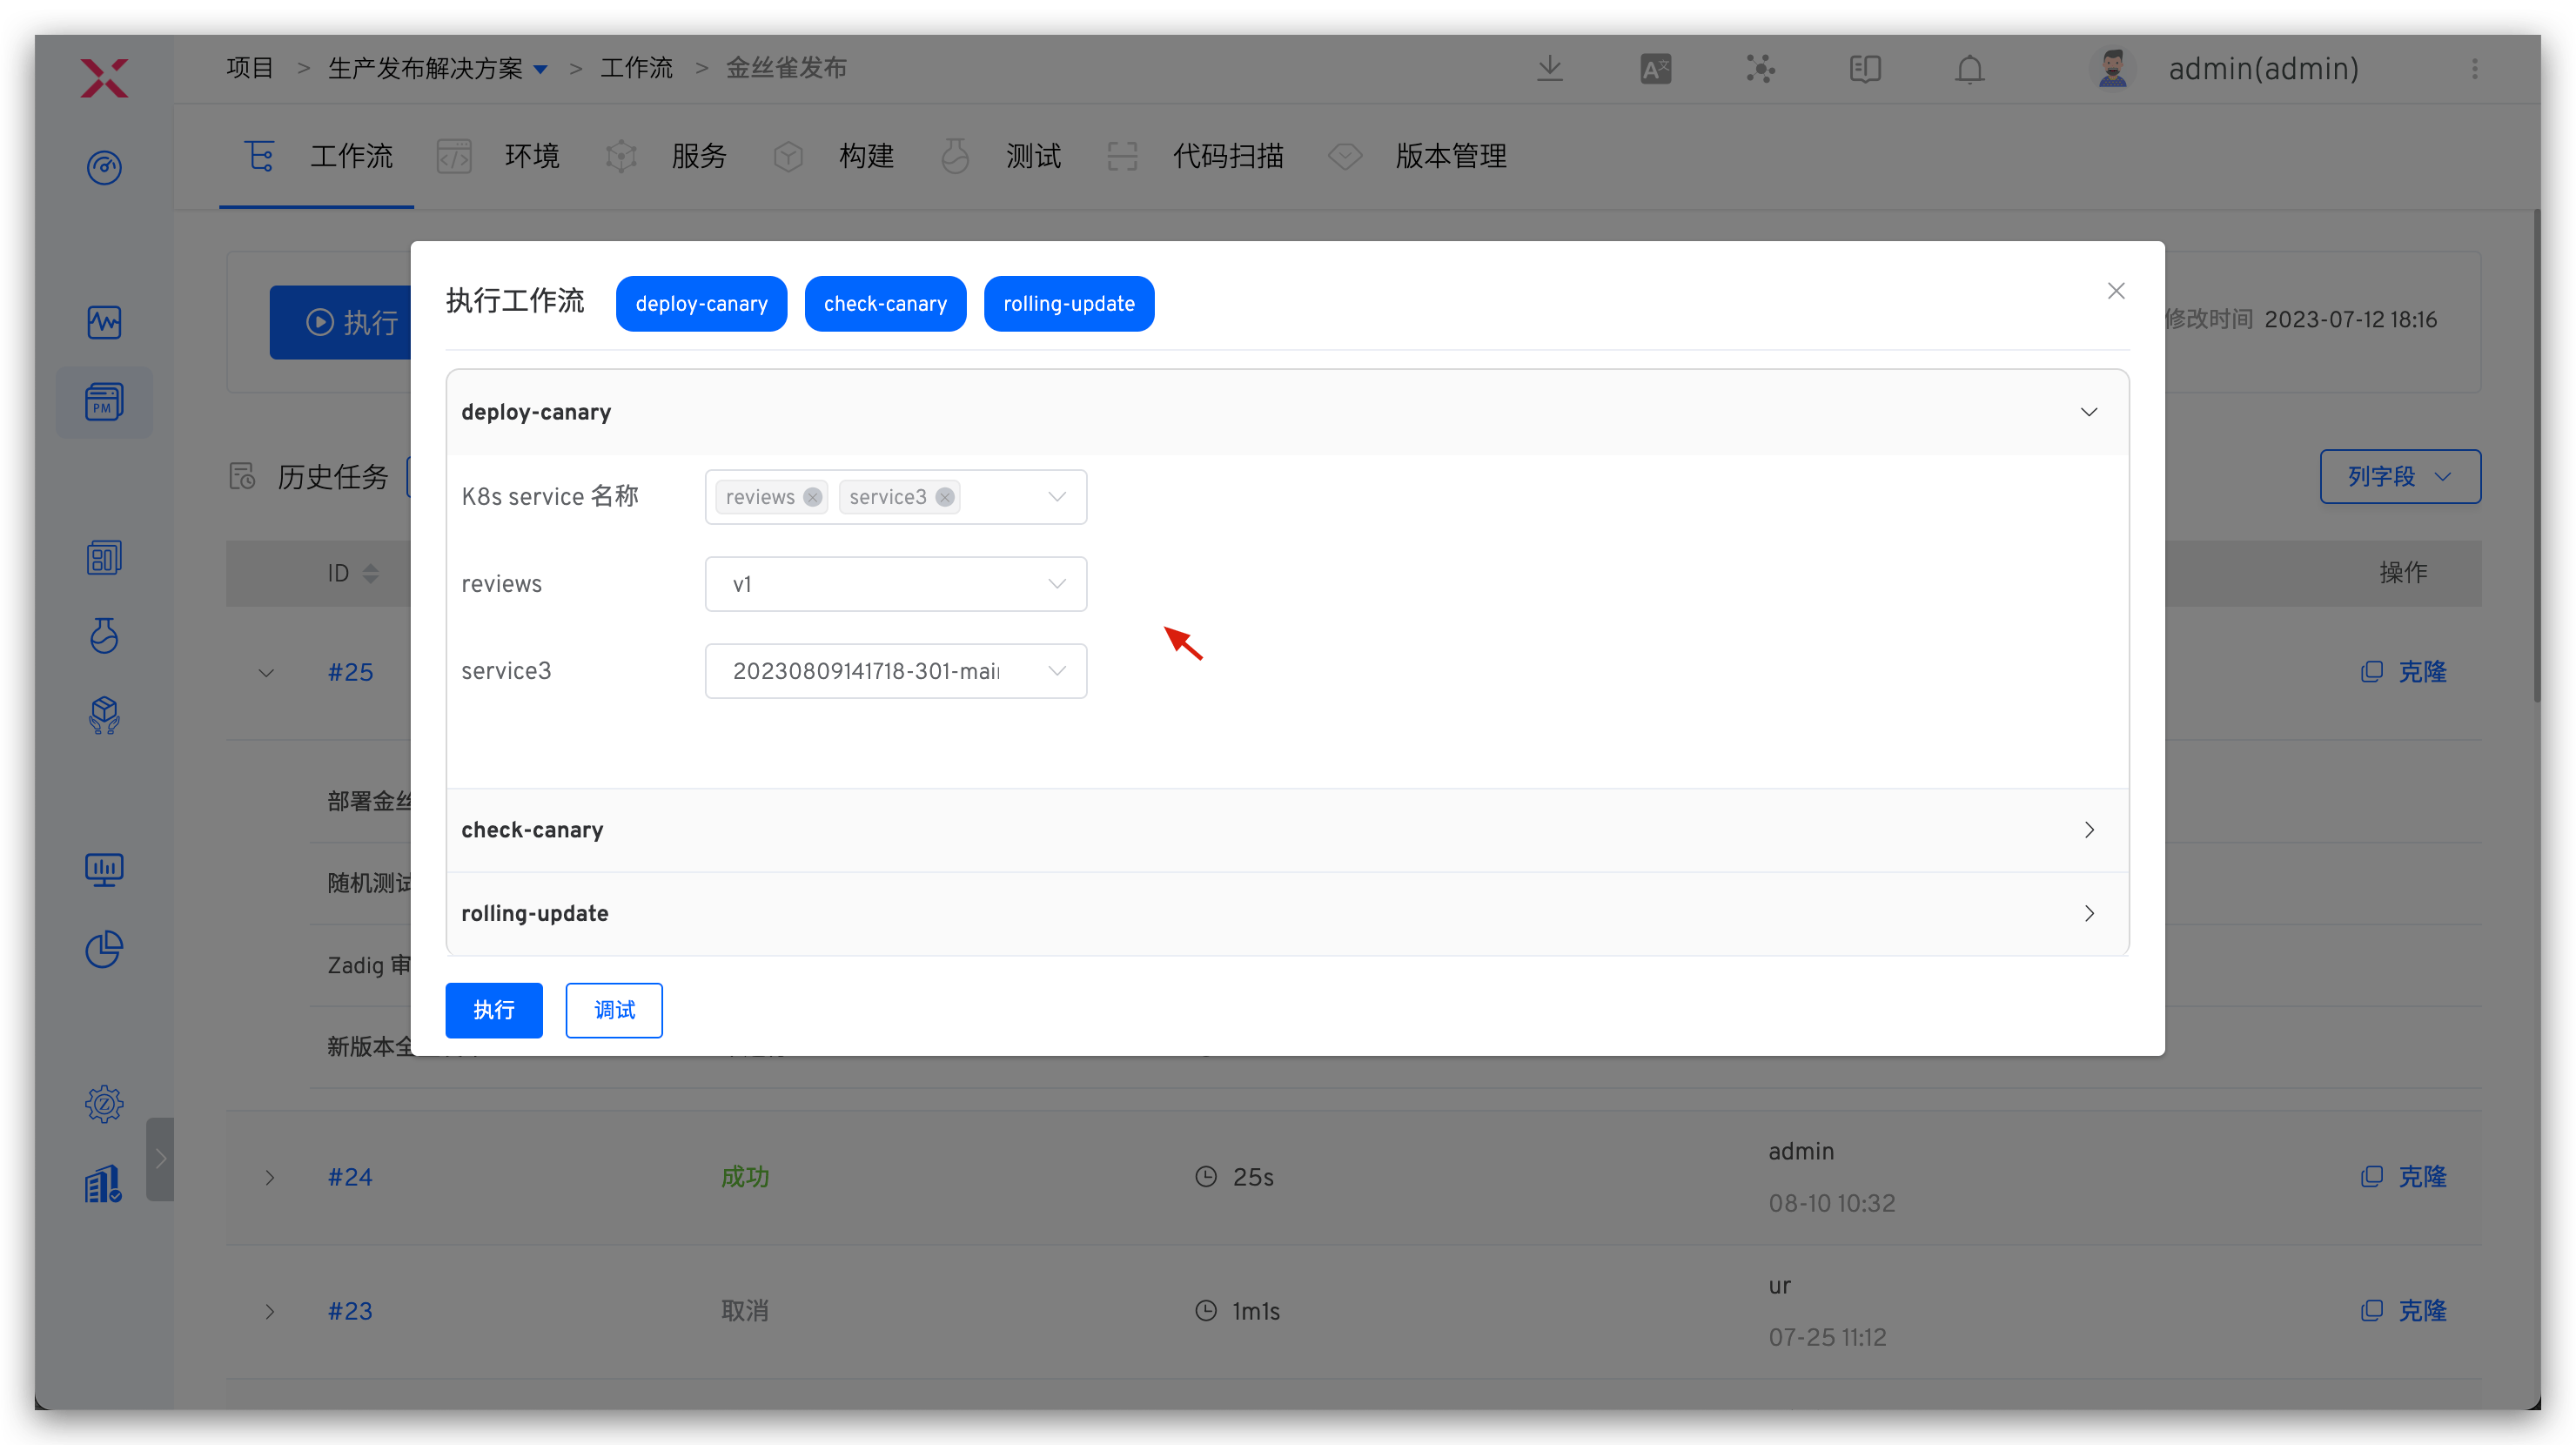 项目 > 生产发布解决方案 > 工作流 > 金丝雀发布
A文
admin(admin)
工作流 环境 服务 构建 测试 代码扫描 版本管理
执行工作流 deploy-canary check-canary rolling-update
执行
修改时间 2023-07-12 18:16
PM
deploy-canary
历史任务
列字段
K8s service 名称 reviews service3
ID
操作
reviews v1
#25
service3 20230809141718-301-main
克隆
部署金丝
check-canary
随机测试
rolling-update
Zadig 审
执行 调试
新版本全
#24 成功 25s admin 克隆
08-10 10:32
#23 取消 1m1s ur 克隆
07-25 11:12